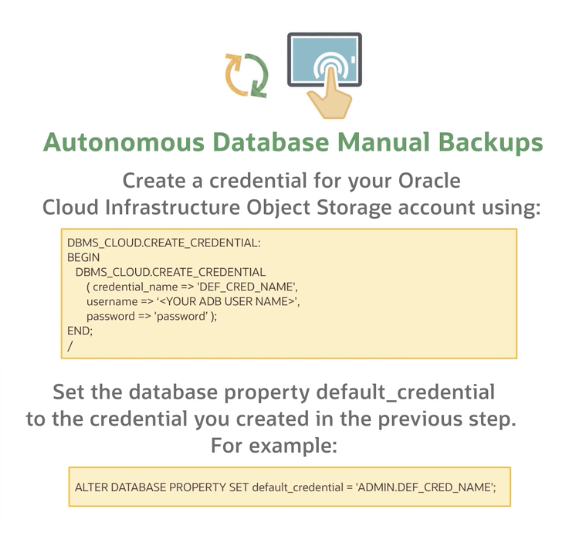 Autonomous Database Manual Backups
Create a credential for your Oracle
Cloud Infrastructure Object Storage account using:
DBMS_CLOUD.CREATE_CREDENTIAL:
BEGIN
DBMS_CLOUD.CREATE_CREDENTIAL
( credential_name => 'DEF_CRED_NAME',
username => ‘<YOUR ADB USER NAME>’,
password => 'password' );
END;
/
Set the database property default_credential
to the credential you created in the previous step.
For example:
ALTER DATABASE PROPERTY SET default_credential = 'ADMIN.DEF_CRED_NAME';